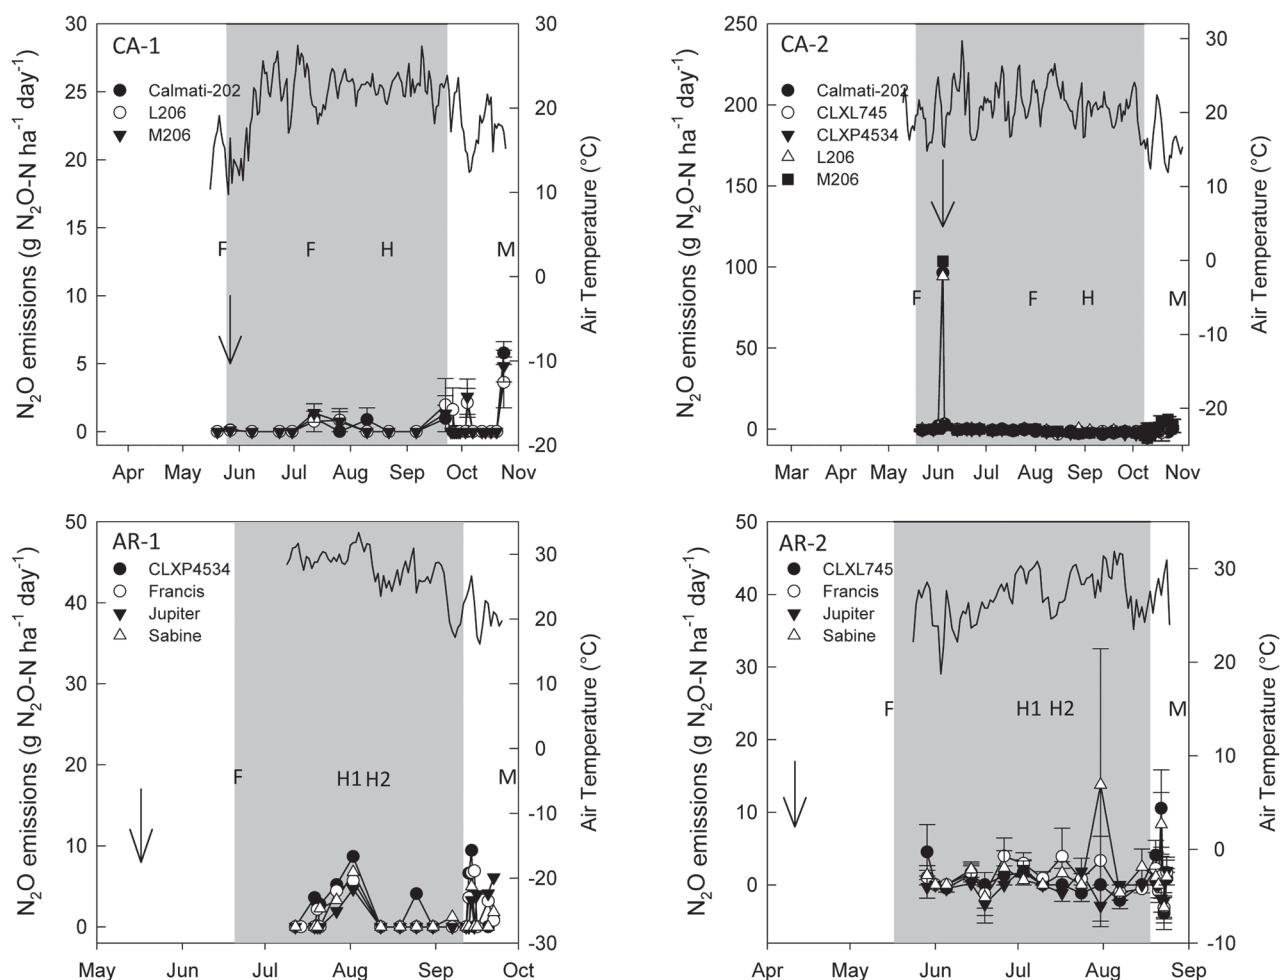 CA-1
Calmati-202
L206
M206
N2O emissions (g N2O-N ha-1 day-1)
30
25
20
15
10
5
0
F
F
H
M
30
20
10
0
-10
-20
Air Temperature (°C)
Apr May Jun Jul Aug Sep Oct Nov
CA-2
Calmati-202
CLXL745
CLXP4534
L206
M206
N2O emissions (g N2O-N ha-1 day-1)
250
200
150
100
50
0
F
F
H
M
30
20
10
0
-10
-20
Air Temperature (°C)
Mar Apr May Jun Jul Aug Sep Oct Nov
AR-1
CLXP4534
Francis
Jupiter
Sabine
N2O emissions (g N2O-N ha-1 day-1)
50
40
30
20
10
0
F
H1 H2
M
30
20
10
0
-10
-20
-30
Air Temperature (°C)
May Jun Jul Aug Sep Oct
AR-2
CLXL745
Francis
Jupiter
Sabine
N2O emissions (g N2O-N ha-1 day-1)
50
40
30
20
10
0
F
H1 H2
M
30
20
10
0
-10
Air Temperature (°C)
Apr May Jun Jul Aug Sep